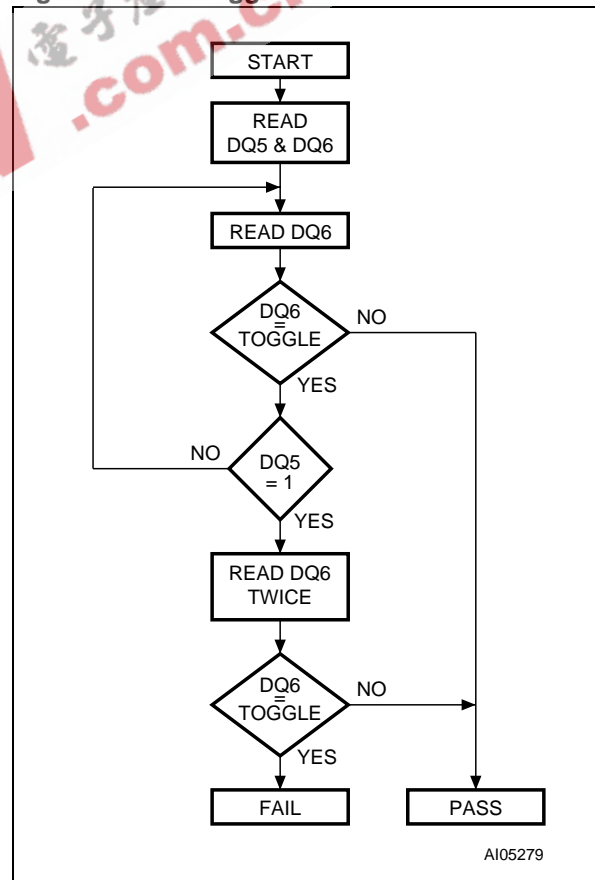 START
READ
DQ5 & DQ6
READ DQ6
DQ6
=
TOGGLE
NO
YES
NO
DQ5
= 1
YES
READ DQ6
TWICE
DQ6
=
TOGGLE
NO
YES
FAIL
PASS
AI05279
.com.c